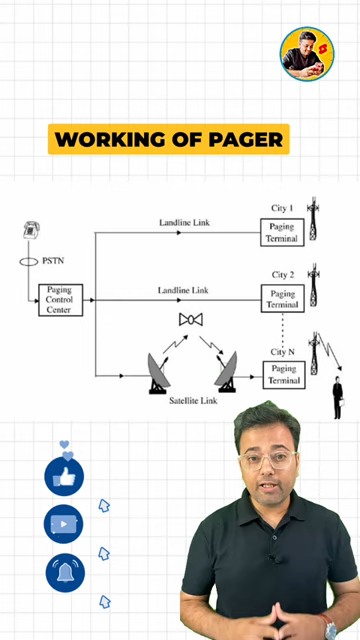 WORKING OF PAGER
City 1
Landline Link
Paging
Terminal
PSTN
City 2
Landline Link
Paging
Terminal
Paging
Control
Center
City N
Paging
Terminal
Satellite Link